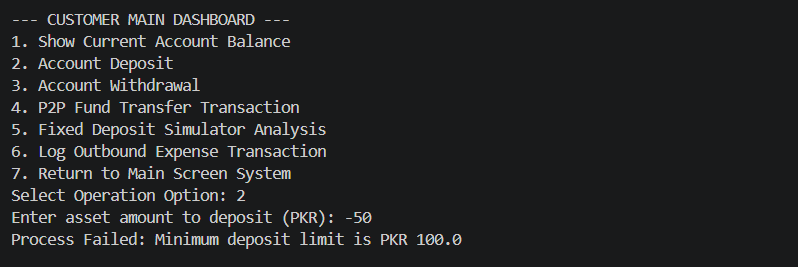 --- CUSTOMER MAIN DASHBOARD ---
1. Show Current Account Balance
2. Account Deposit
3. Account Withdrawal
4. P2P Fund Transfer Transaction
5. Fixed Deposit Simulator Analysis
6. Log Outbound Expense Transaction
7. Return to Main Screen System
Select Operation Option: 2
Enter asset amount to deposit (PKR): -50
Process Failed: Minimum deposit limit is PKR 100.0